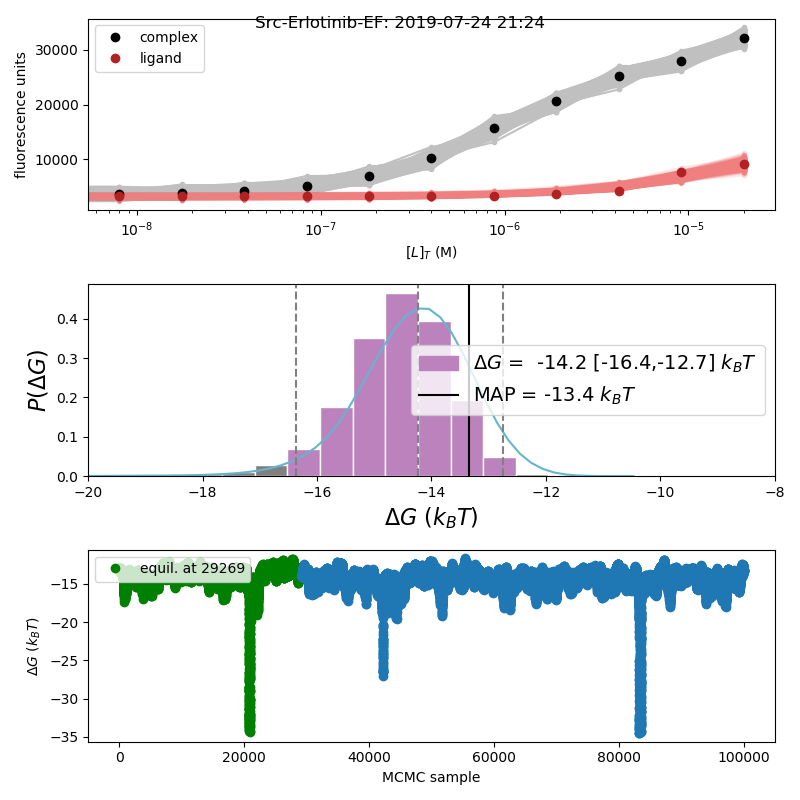 Src-Erlotinib-EF: 2019-07-24 21:24
complex
ligand
30000
20000
10000
fluorescence units
10⁻⁸ 10⁻⁷ 10⁻⁶ 10⁻⁵
[L]_T (M)
0.4
0.3
0.2
0.1
0.0
P(ΔG)
ΔG = -14.2 [-16.4,-12.7] k_BT
MAP = -13.4 k_BT
−20 −18 −16 −14 −12 −10 −8
ΔG (k_BT)
equil. at 29269
−15
−20
−25
−30
−35
ΔG (k_BT)
0 20000 40000 60000 80000 100000
MCMC sample